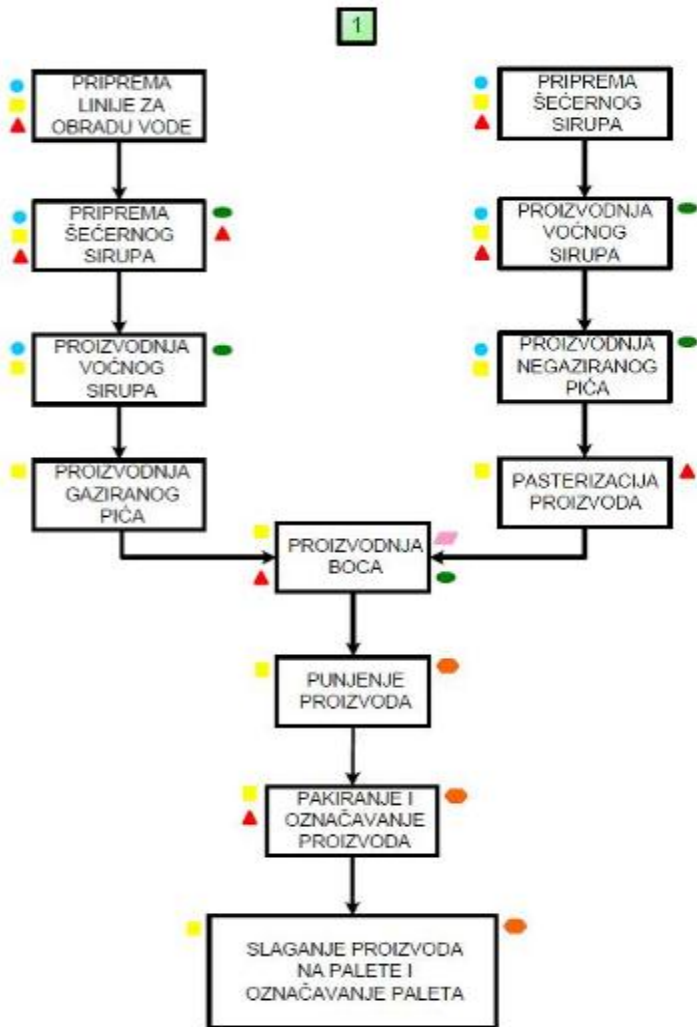 1
PRIPREMA
LINIJE ZA
OBRADU VODE
PRIPREMA
ŠEĆERNOG
SIRUPA
PROIZVODNJA
VOĆNOG
SIRUPA
PROIZVODNJA
GAZIRANOG
PIĆA
PRIPREMA
ŠEĆERNOG
SIRUPA
PROIZVODNJA
VOĆNOG
SIRUPA
PROIZVODNJA
NEGAZIRANOG
PIĆA
PASTERIZACIJA
PROIZVODA
PROIZVODNJA
BOCA
PUNJENJE
PROIZVODA
PAKIRANJE I
OZNAČAVANJE
PROIZVODA
SLAGANJE PROIZVODA
NA PALETE I
OZNAČAVANJE PALETA